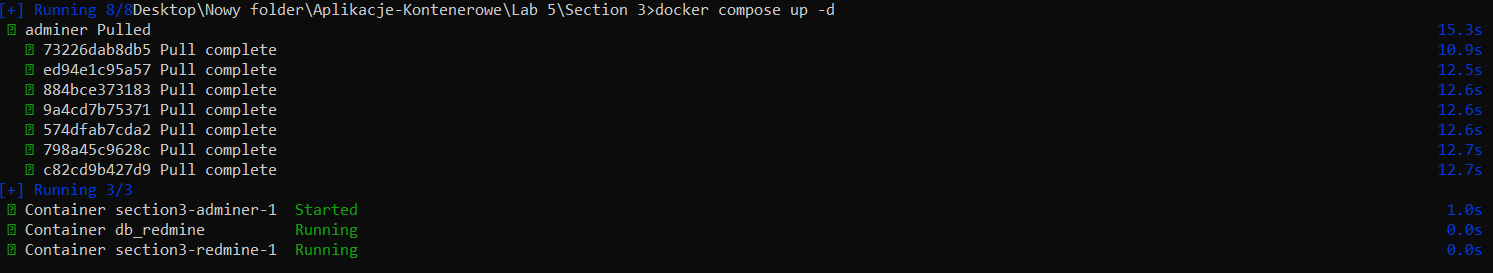 [+] Running 8/8Desktop\Nowy folder\Aplikacje-Kontenerowe\Lab 5\Section 3>docker compose up -d
adminer Pulled 15.3s
73226dab8db5 Pull complete 10.9s
ed94e1c95a57 Pull complete 12.5s
884bce373183 Pull complete 12.6s
9a4cd7b75371 Pull complete 12.6s
574dfab7cda2 Pull complete 12.6s
798a45c9628c Pull complete 12.7s
c82cd9b427d9 Pull complete 12.7s
[+] Running 3/3
Container section3-adminer-1 Started 1.0s
Container db_redmine Running 0.0s
Container section3-redmine-1 Running 0.0s